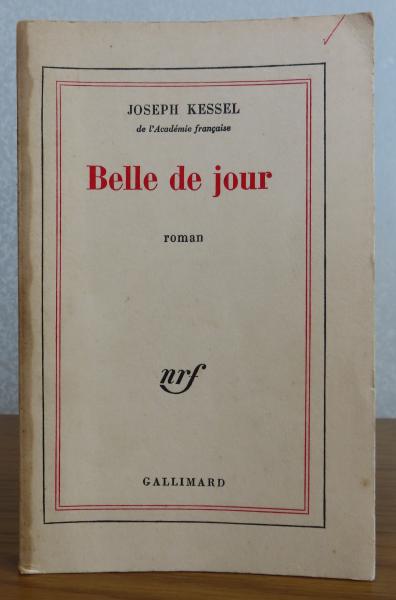 JOSEPH KESSEL
de l'Académie française
Belle de jour
roman
nrf
GALLIMARD